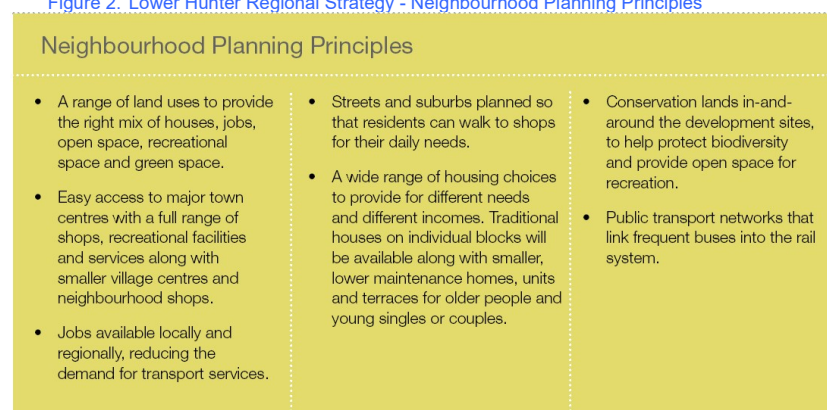 Figure 2. Lower Hunter Regional Strategy - Neighbourhood Planning Principles
Neighbourhood Planning Principles
• A range of land uses to provide
the right mix of houses, jobs,
open space, recreational
space and green space.
• Easy access to major town
centres with a full range of
shops, recreational facilities
and services along with
smaller village centres and
neighbourhood shops.
• Jobs available locally and
regionally, reducing the
demand for transport services.
• Streets and suburbs planned so
that residents can walk to shops
for their daily needs.
• A wide range of housing choices
to provide for different needs
and different incomes. Traditional
houses on individual blocks will
be available along with smaller,
lower maintenance homes, units
and terraces for older people and
young singles or couples.
• Conservation lands in-and-
around the development sites,
to help protect biodiversity
and provide open space for
recreation.
• Public transport networks that
link frequent buses into the rail
system.